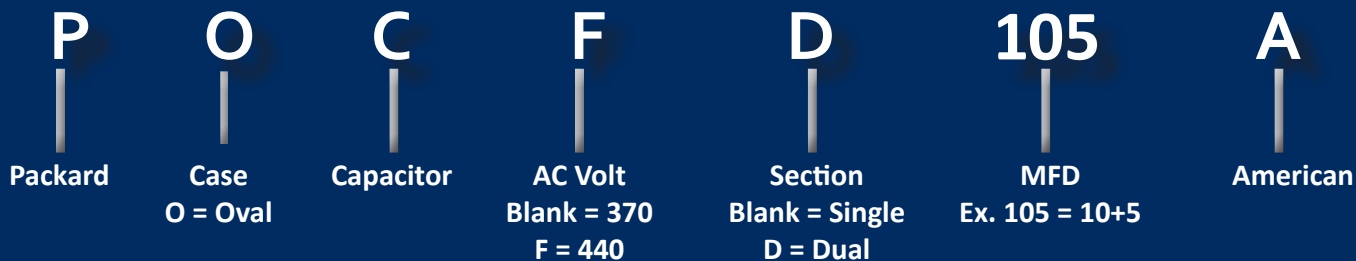 P O C F D 105 A
Packard Case Capacitor AC Volt Section MFD American
O = Oval Blank = 370 Blank = Single Ex. 105 = 10+5
F = 440 D = Dual